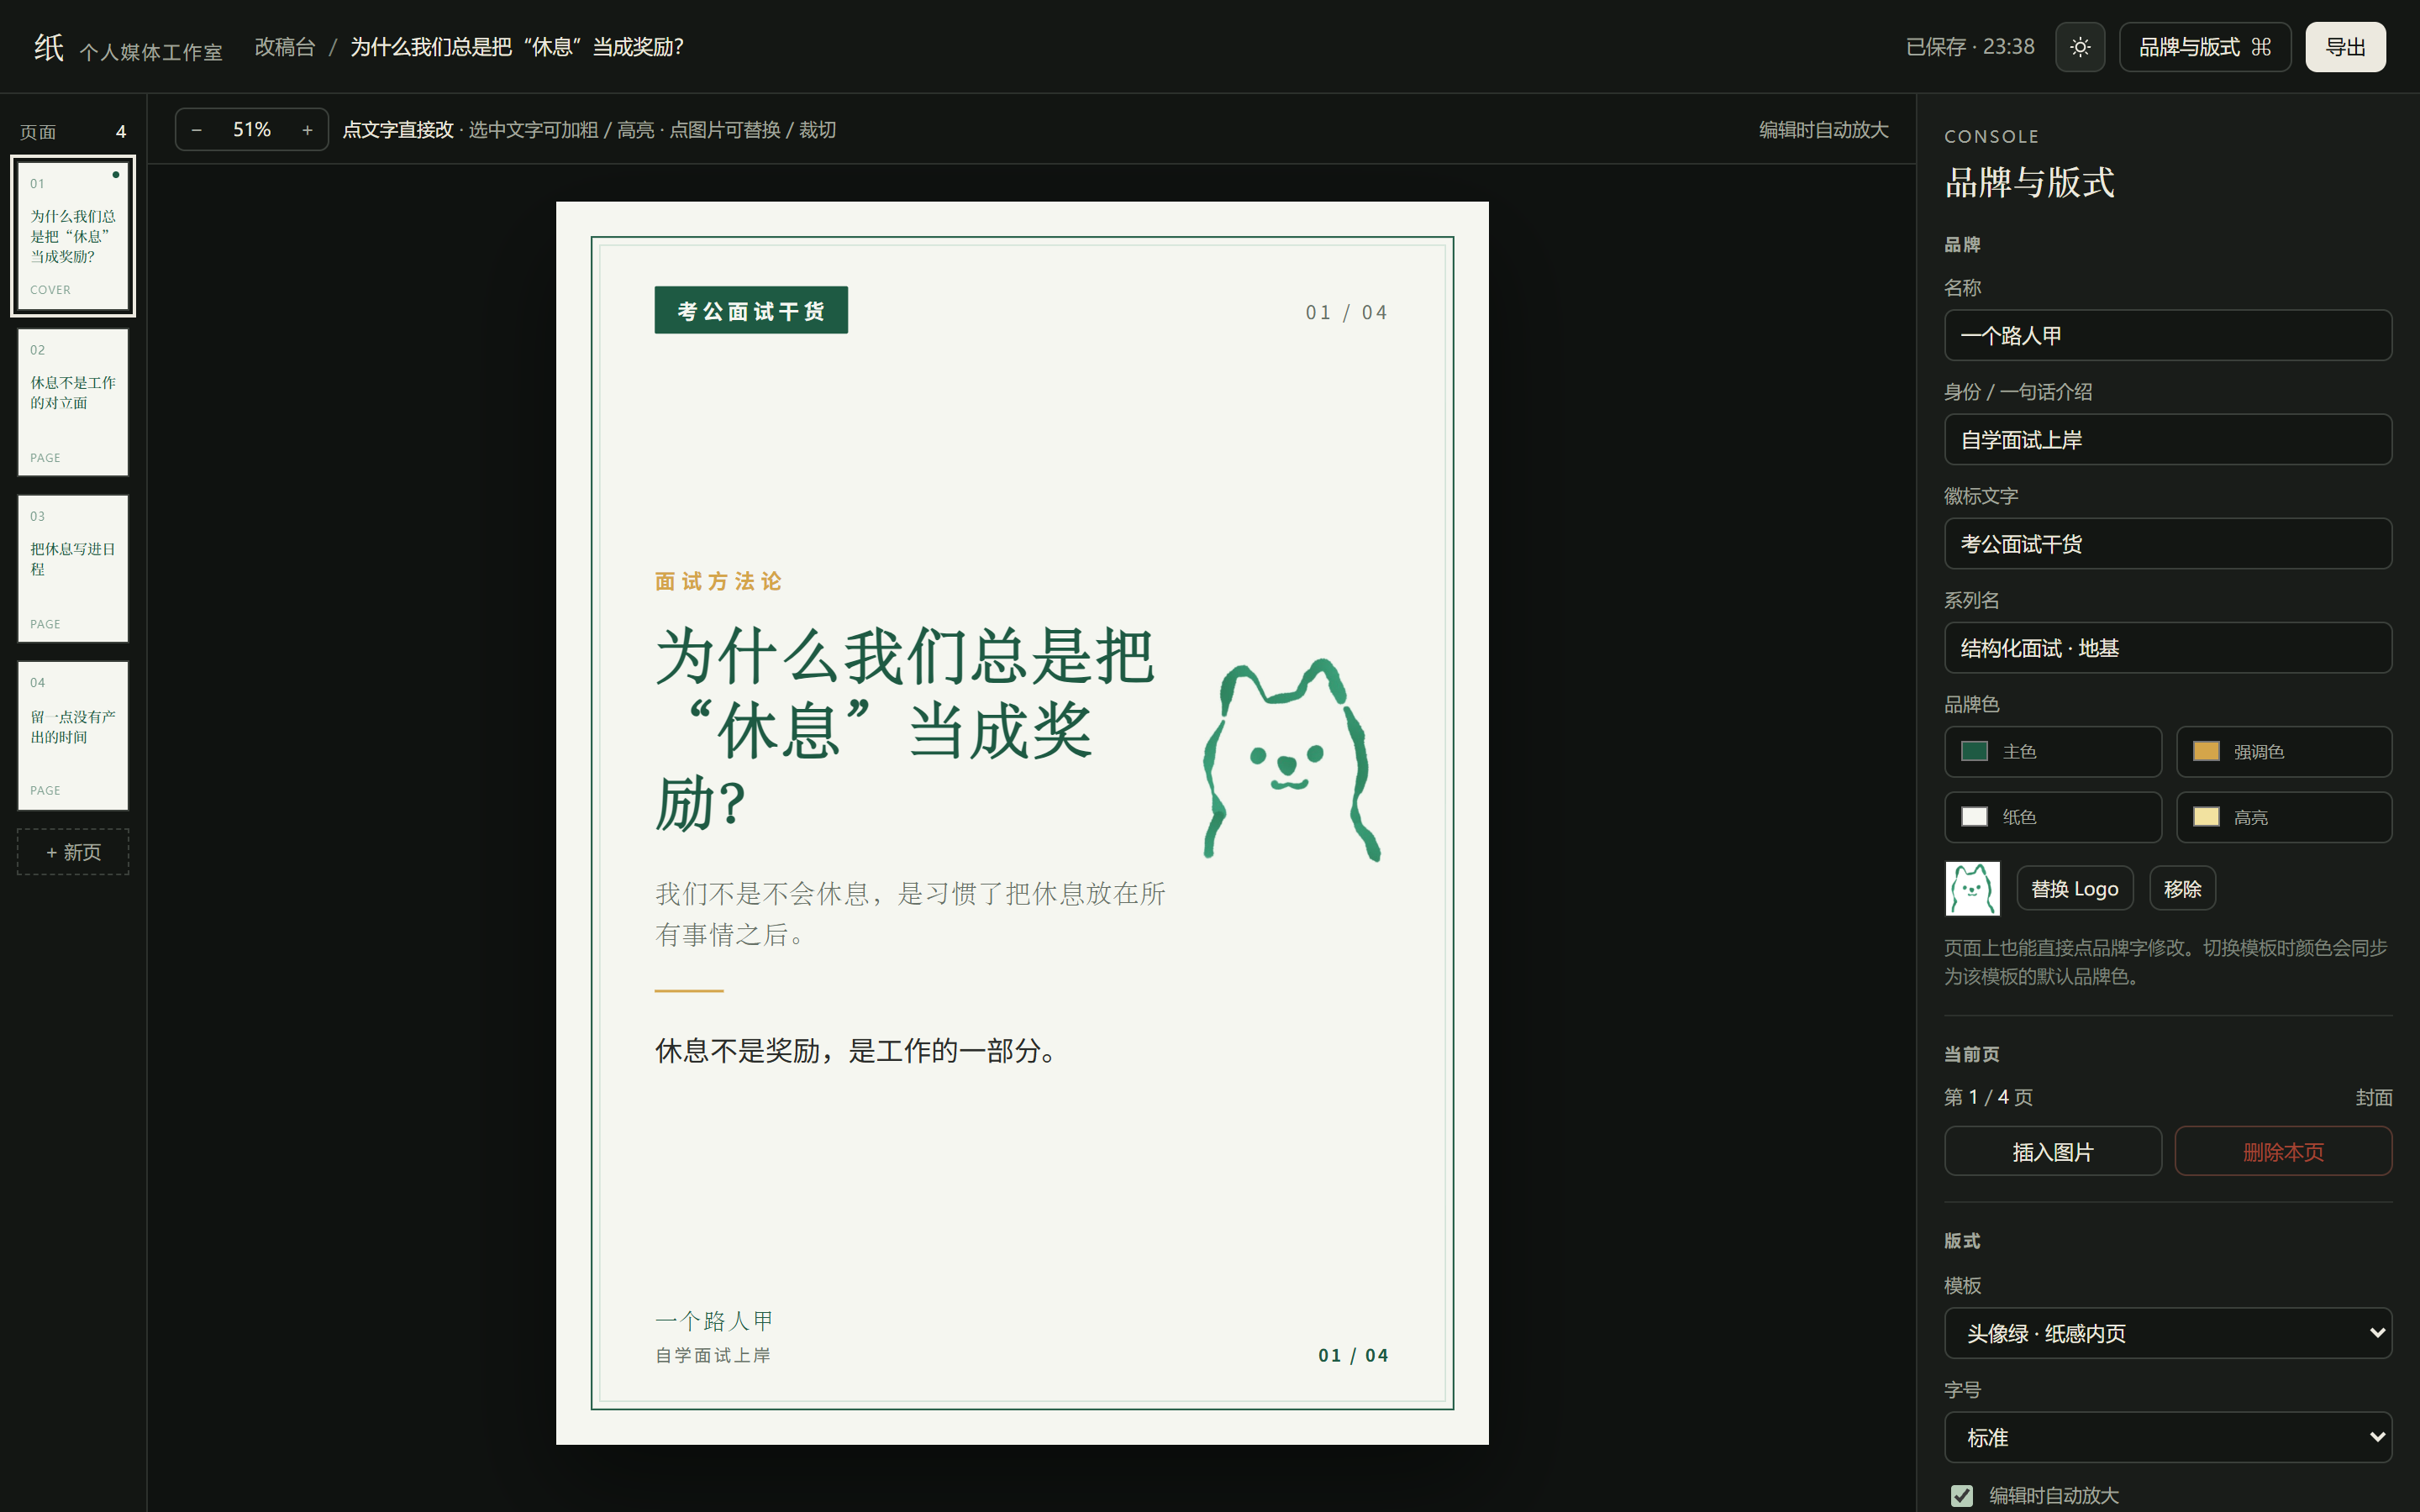 纸 个人媒体工作室 改稿台 / 为什么我们总是把“休息”当成奖励？
已保存 · 23:38
品牌与版式 ⌘
导出
页面 4
01
为什么我们总
是把“休息”
当成奖励？
COVER
02
休息不是工作
的对立面
PAGE
03
把休息写进日
程
PAGE
04
留一点没有产
出的时间
PAGE
+ 新页
− 51% +
点文字直接改 · 选中文字可加粗 / 高亮 · 点图片可替换 / 裁切
编辑时自动放大
考公面试干货
01 / 04
面试方法论
为什么我们总是把
“休息”当成奖
励？
我们不是不会休息，是习惯了把休息放在所
有事情之后。
休息不是奖励，是工作的一部分。
一个路人甲
自学面试上岸
01 / 04
CONSOLE
品牌与版式
品牌
名称
一个路人甲
身份 / 一句话介绍
自学面试上岸
徽标文字
考公面试干货
系列名
结构化面试 · 地基
品牌色
主色
强调色
纸色
高亮
替换 Logo
移除
页面上也能直接点品牌字修改。切换模板时颜色会同步
为该模板的默认品牌色。
当前页
第 1 / 4 页
封面
插入图片
删除本页
版式
模板
头像绿 · 纸感内页
字号
标准
编辑时自动放大